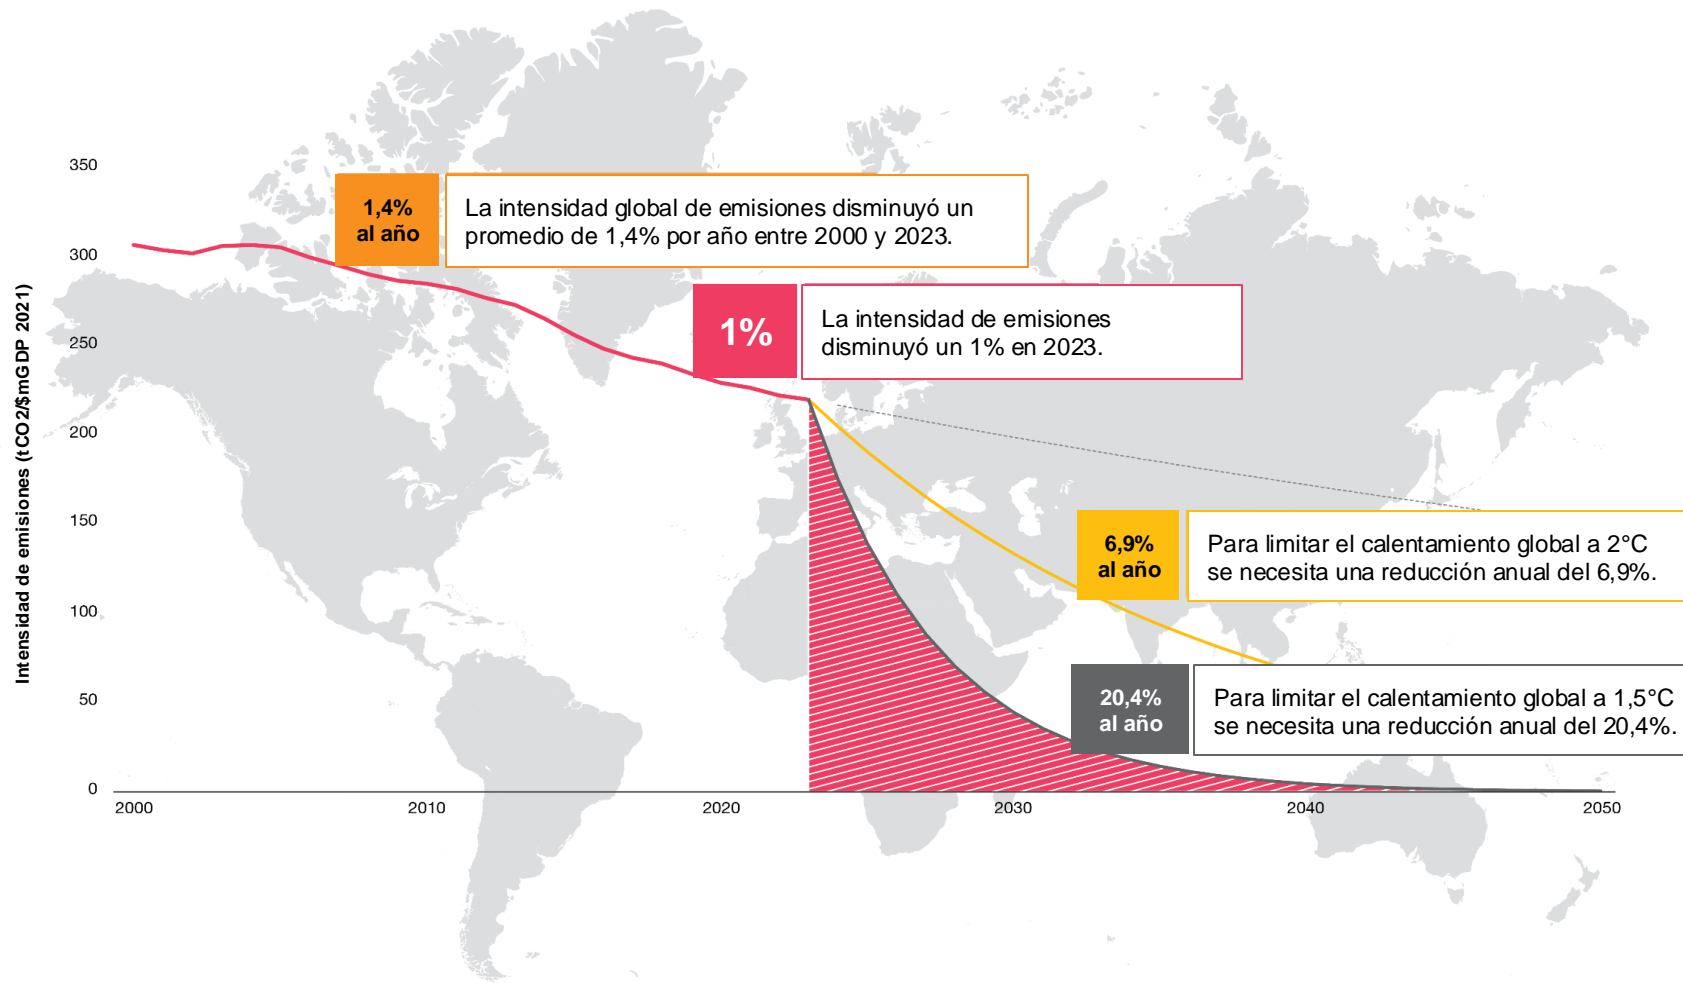 Intensidad de emisiones (tCO2/$mGDP 2021)
350
300
250
200
150
100
50
0
1,4%
al año
La intensidad global de emisiones disminuyó un
promedio de 1,4% por año entre 2000 y 2023.
1%
La intensidad de emisiones
disminuyó un 1% en 2023.
6,9%
al año
Para limitar el calentamiento global a 2°C
se necesita una reducción anual del 6,9%.
20,4%
al año
Para limitar el calentamiento global a 1,5°C
se necesita una reducción anual del 20,4%.
2000
2010
2020
2030
2040
2050